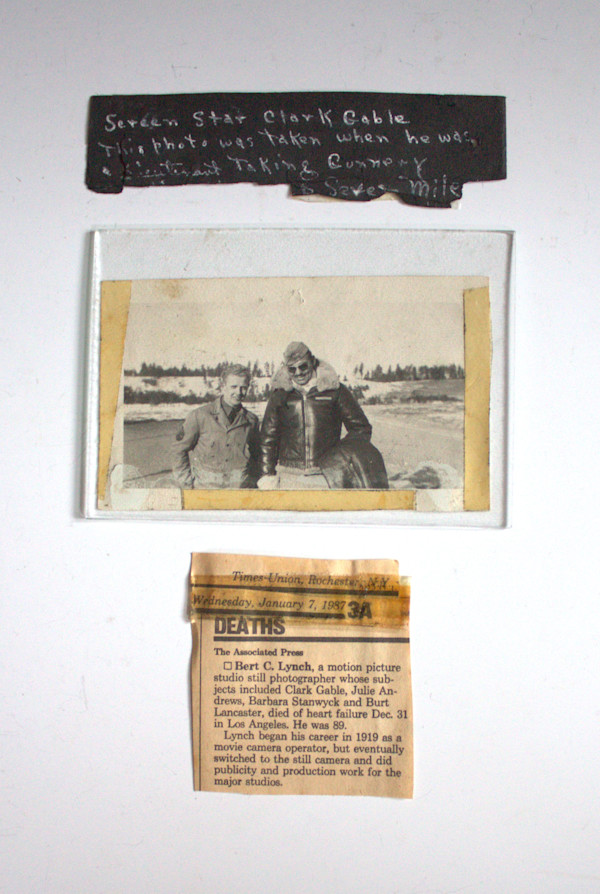 Screen Star Clark Gable
This photo was taken when he was
a Lieutenant Taking Gunnery
Seven Mile
Times-Union, Rochester, N.Y.
Wednesday, January 7, 1987 3A
DEATHS
The Associated Press
☐ Bert C. Lynch, a motion picture
studio still photographer whose sub-
jects included Clark Gable, Julie An-
drews, Barbara Stanwyck and Burt
Lancaster, died of heart failure Dec. 31
in Los Angeles. He was 89.
Lynch began his career in 1919 as a
movie camera operator, but eventually
switched to the still camera and did
publicity and production work for the
major studios.